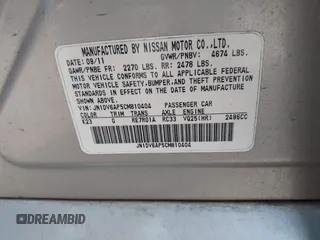 MANUFACTURED BY NISSAN MOTOR CO.,LTD.
DATE: 09/11 GVWR/PNBV: 4674 LBS.
GAWR/PNBE FR: 2270 LBS. RR: 2478 LBS.
THIS VEHICLE CONFORMS TO ALL APPLICABLE FEDERAL
MOTOR VEHICLE SAFETY,
BUMPER, AND THEFT
PREVENTION STANDARDS IN EFFECT ON THE DATE OF
MANUFACTURE SHOWN ABOVE.
VIN: JN1DV6AP5CM810404 PASSENGER CAR
COLOR TRIM TRANS AXLE ENGINE
K23 G RE7R01A RC33 VQ25(HR) 2496CC
JN1DV6AP5CM810404
DREAMBID